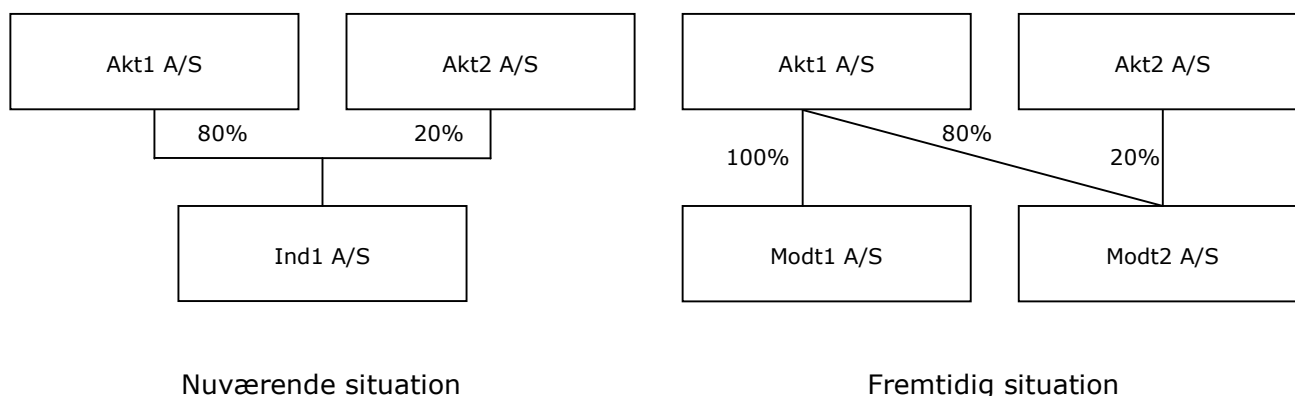 Akt1 A/S
Akt2 A/S
80%
20%
Ind1 A/S
Nuværende situation
Akt1 A/S
Akt2 A/S
100%
80%
20%
Modt1 A/S
Modt2 A/S
Fremtidig situation